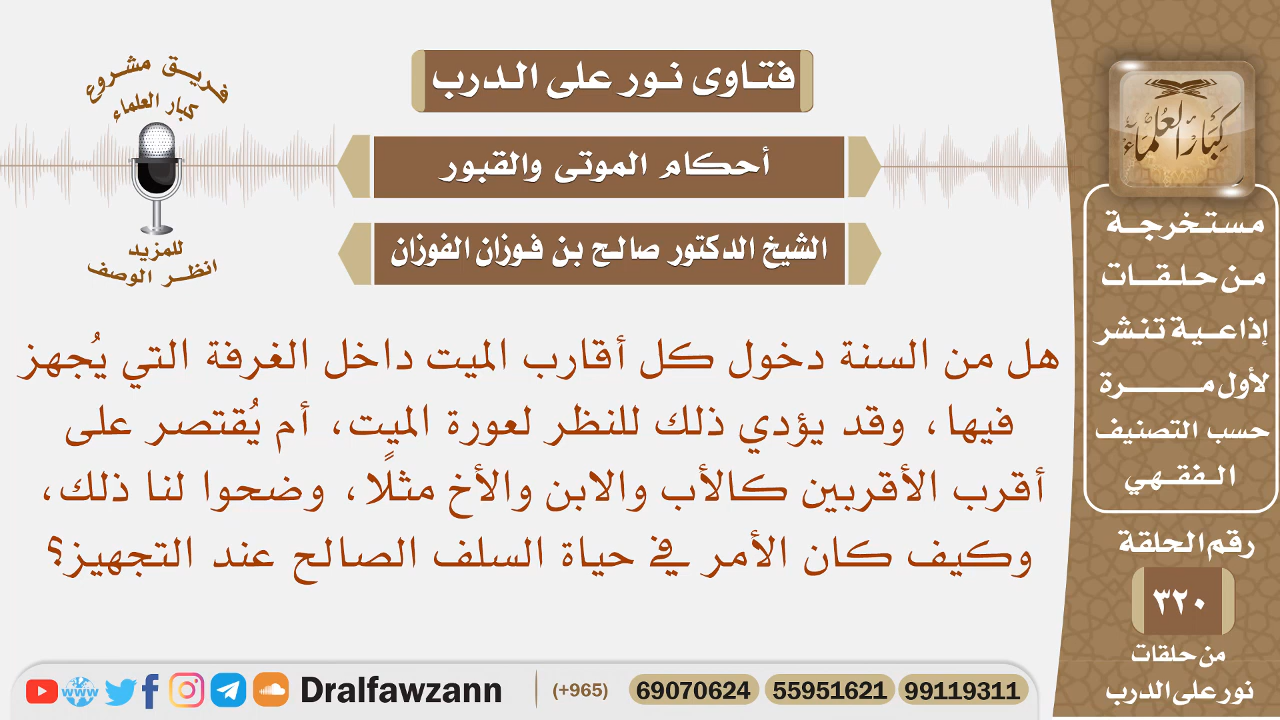 فريق مشروع
كبار العلماء
للمزيد
انظر الوصف
فتاوى نور على الدرب
أحكام الموتى والقبور
الشيخ الدكتور صالح بن فوزان الفوزان
هل من السنة دخول كل أقارب الميت داخل الغرفة التي يُجهز
فيها، وقد يؤدي ذلك للنظر لعورة الميت، أم يُقتصر على
أقرب الأقربين كالأب والابن والأخ مثلًا، وضحوا لنا ذلك،
وكيف كان الأمر في حياة السلف الصالح عند التجهيز؟
كبار العلماء
مستخرجة
من حلقات
إذاعية تنشر
لأول مرة
حسب التصنيف
الفقهي
رقم الحلقة
٣٢٠
من حلقات
نور على الدرب
www
Dralfawzann
(+965)
69070624
55951621
99119311